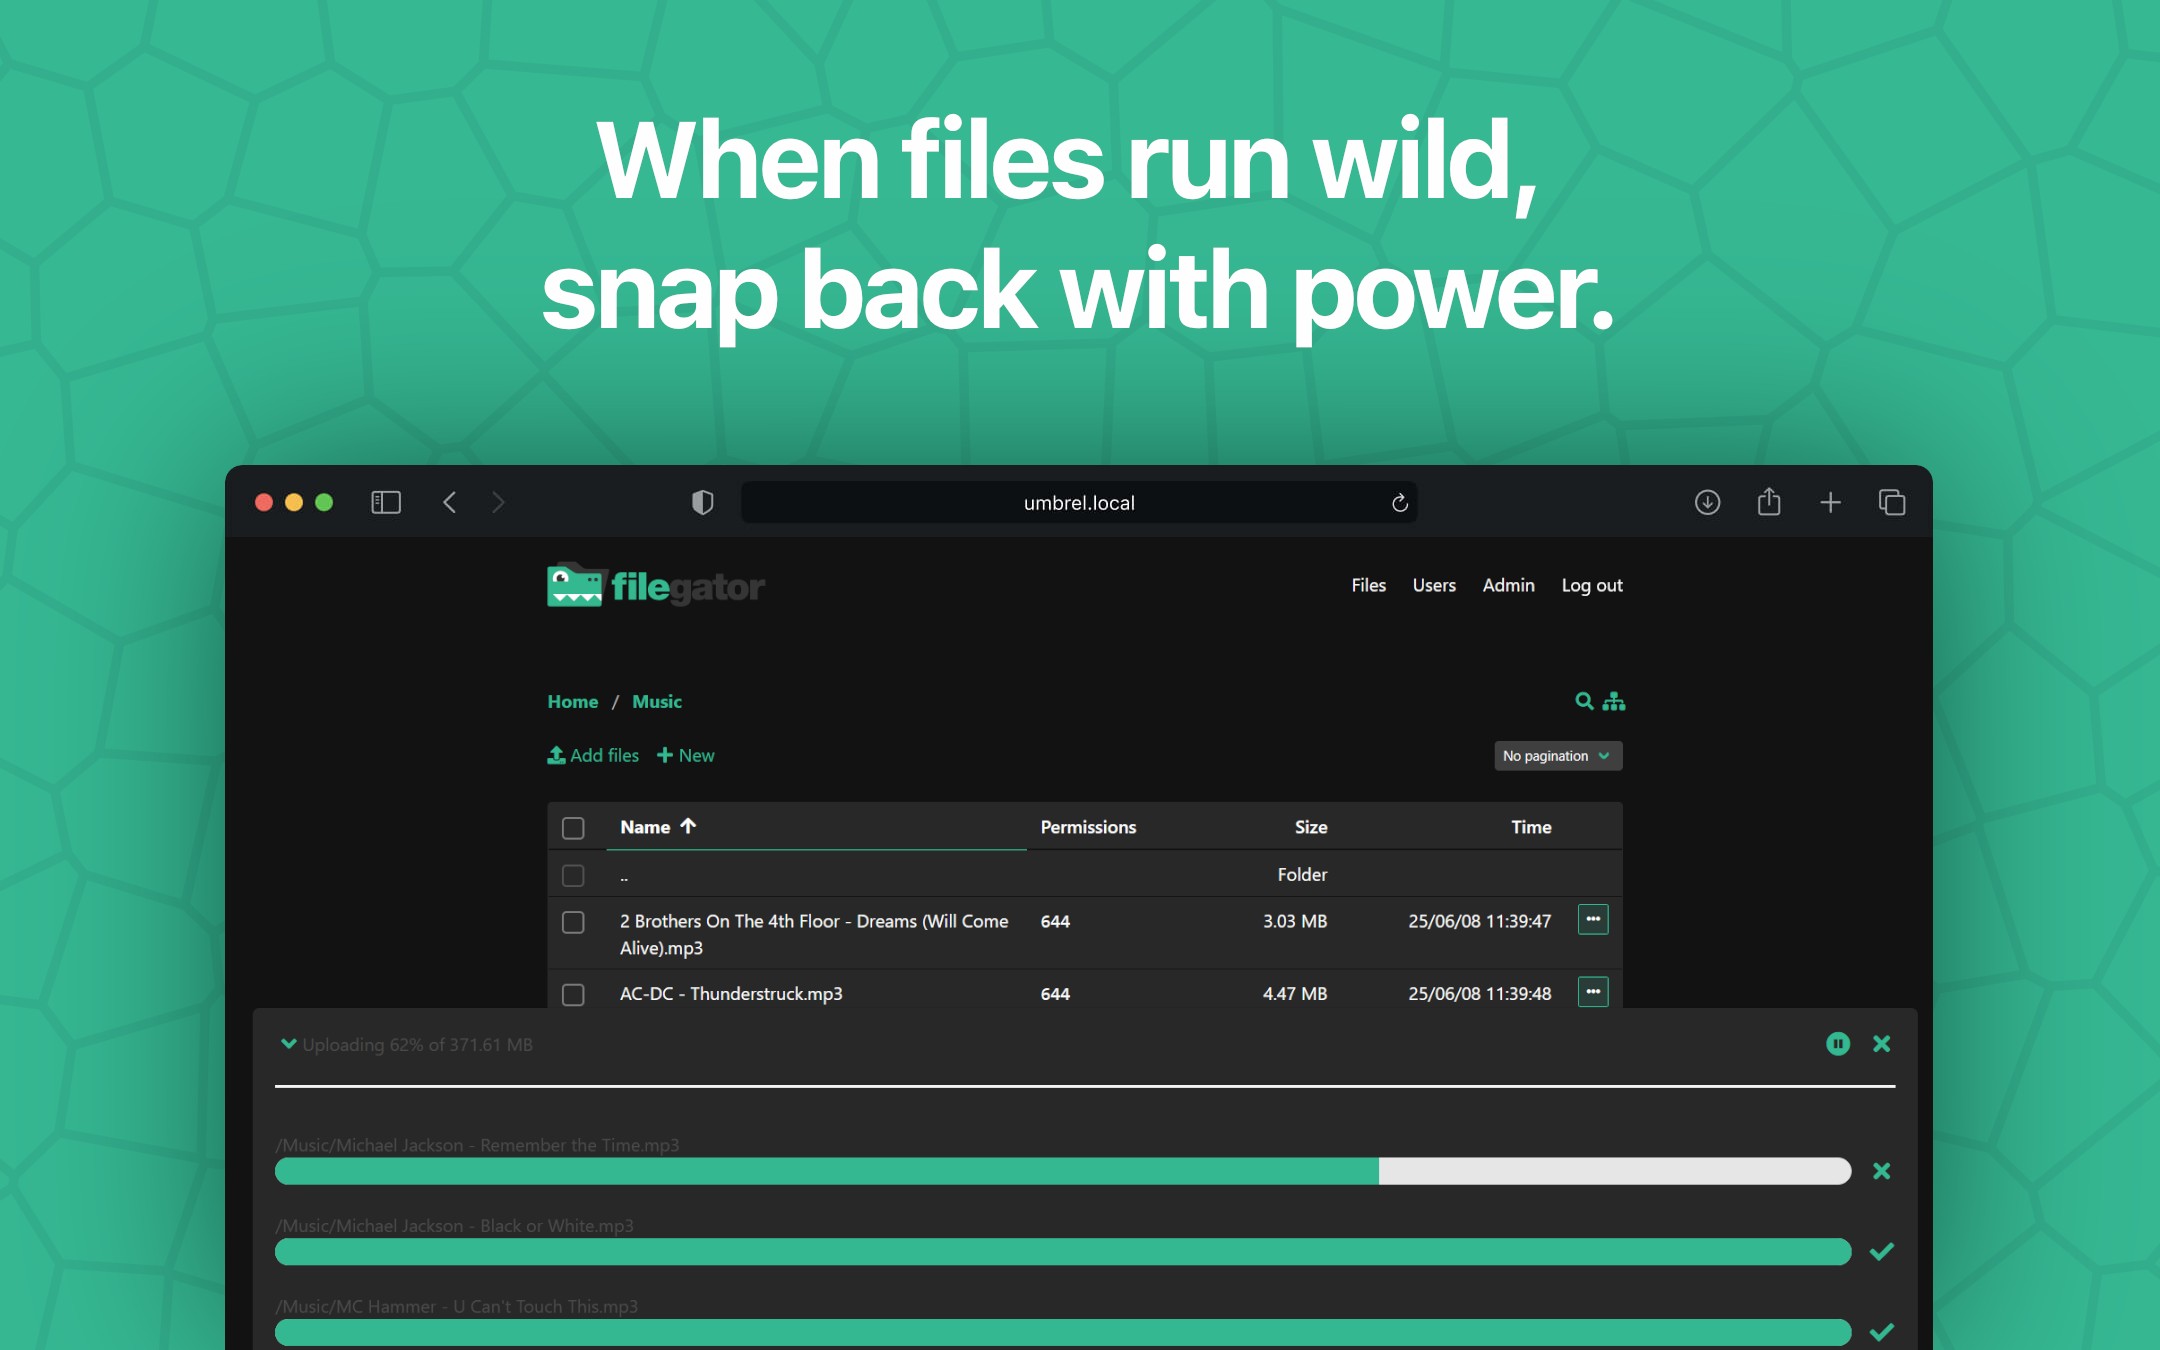 When files run wild,
snap back with power.
umbrel.local
filegator
Files Users Admin Log out
Home / Music
Add files New
No pagination
Name Permissions Size Time
.. Folder
2 Brothers On The 4th Floor - Dreams (Will Come 644 3.03 MB 25/06/08 11:39:47
Alive).mp3
AC-DC - Thunderstruck.mp3 644 4.47 MB 25/06/08 11:39:48
Uploading 62% of 371.61 MB
/Music/Michael Jackson - Remember the Time.mp3
/Music/Michael Jackson - Black or White.mp3
/Music/MC Hammer - U Can't Touch This.mp3